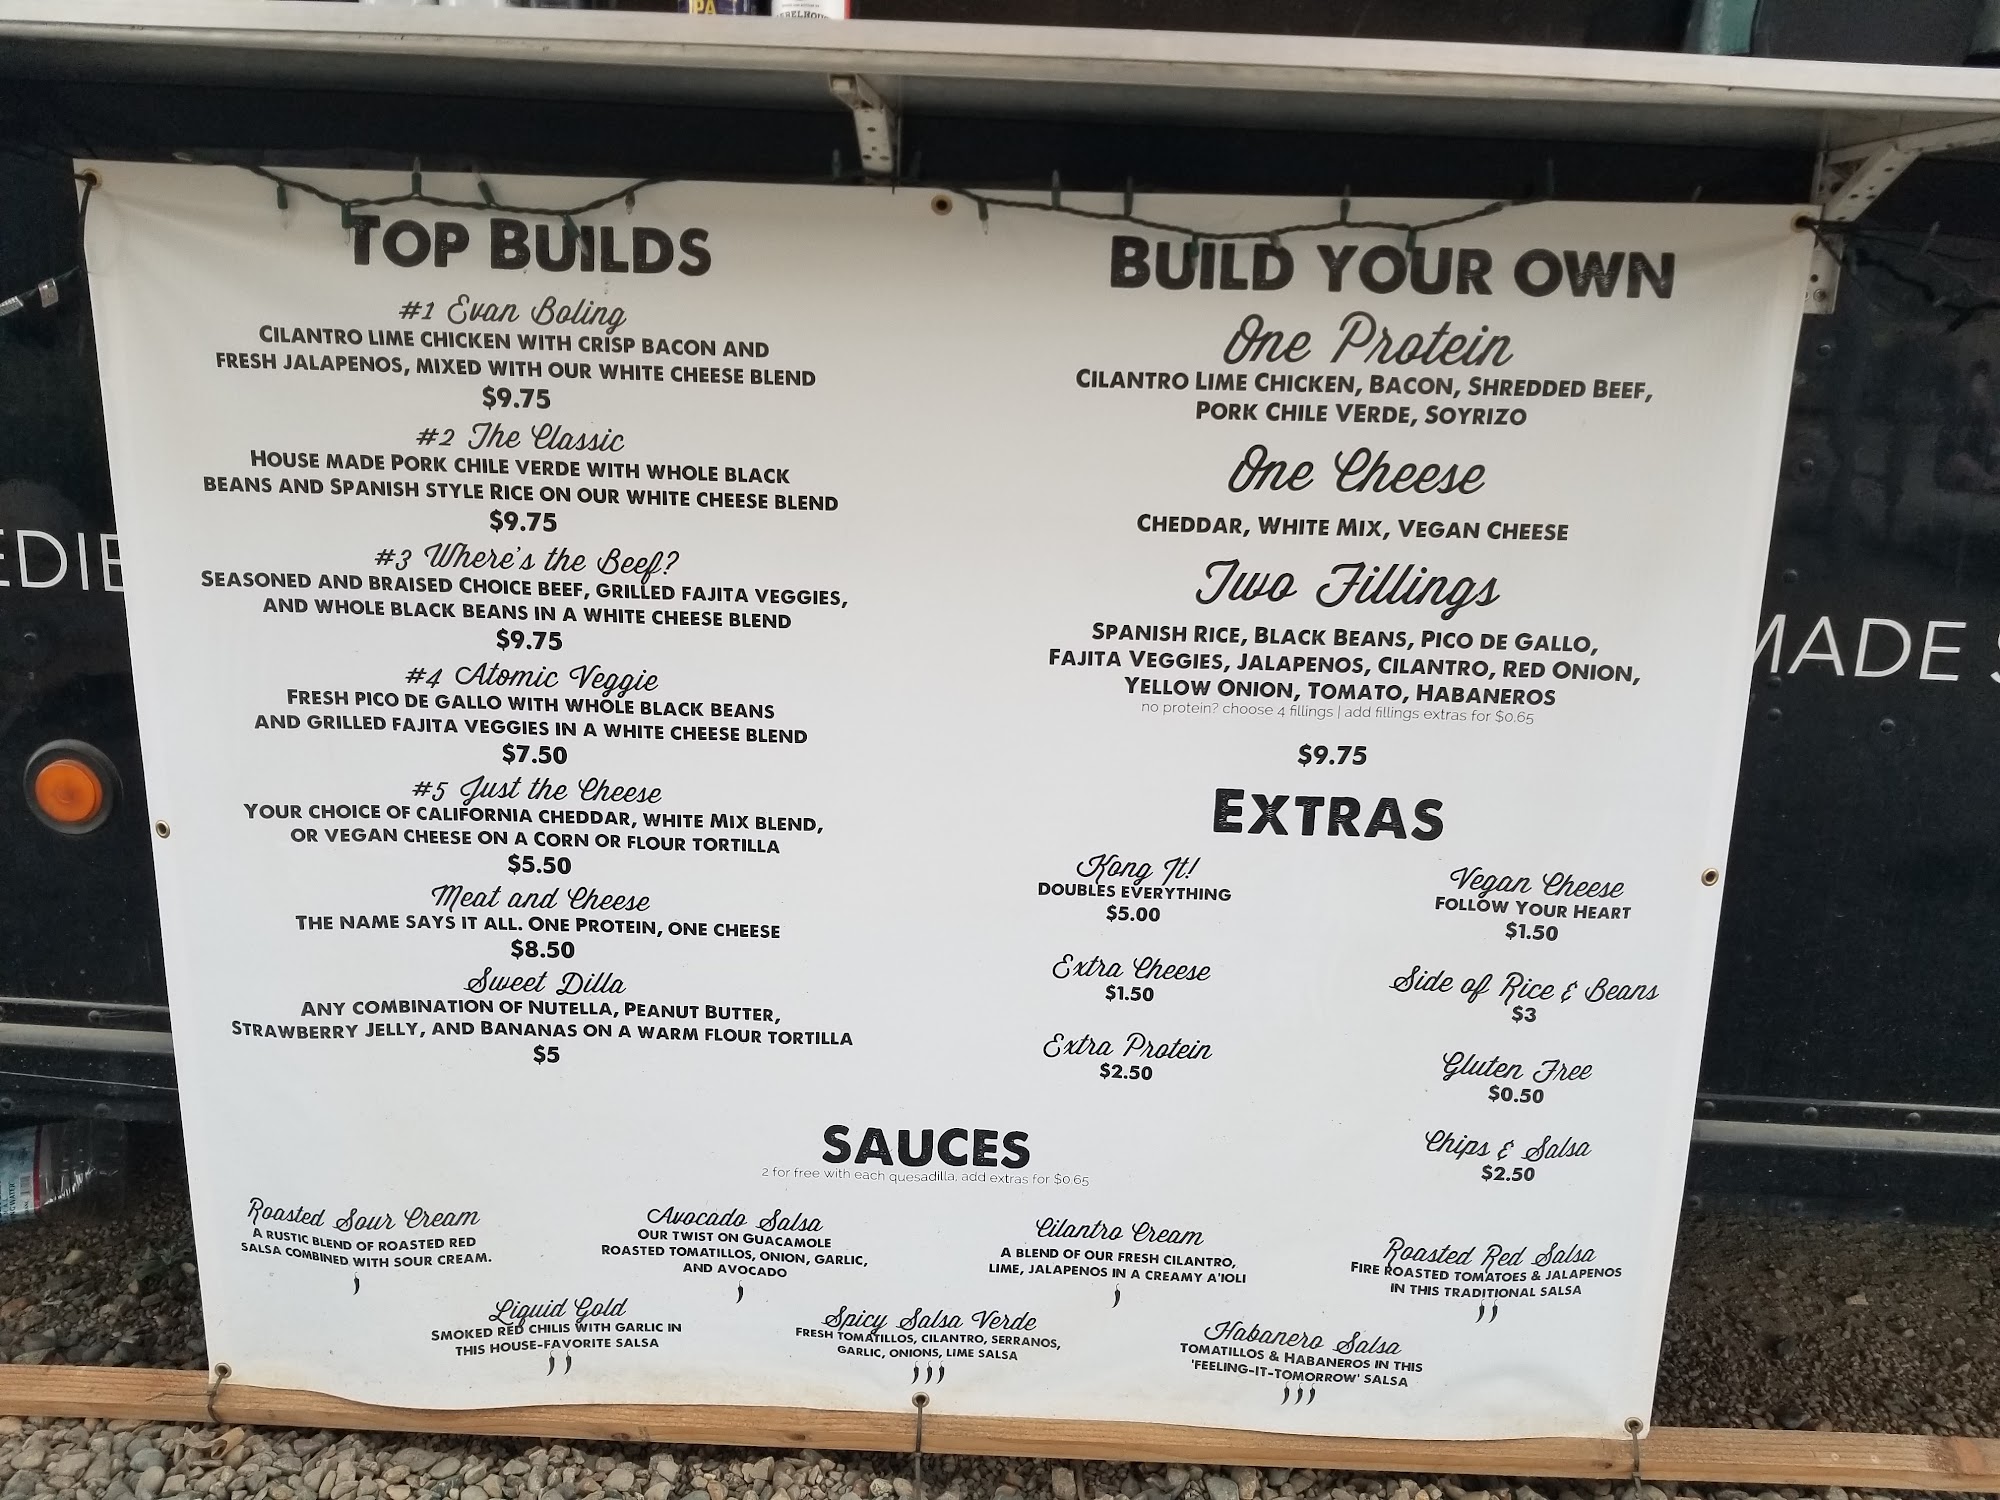 PA
TOP BUILDS
#1 Evan Boling
CILANTRO LIME CHICKEN WITH CRISP BACON AND
FRESH JALAPENOS, MIXED WITH OUR WHITE CHEESE BLEND
$9.75
#2 The Classic
HOUSE MADE PORK CHILE VERDE WITH WHOLE BLACK
BEANS AND SPANISH STYLE RICE ON OUR WHITE CHEESE BLEND
$9.75
#3 Where's the Beef?
SEASONED AND BRAISED CHOICE BEEF, GRILLED FAJITA VEGGIES,
AND WHOLE BLACK BEANS IN A WHITE CHEESE BLEND
$9.75
#4 Atomic Veggie
FRESH PICO DE GALLO WITH WHOLE BLACK BEANS
AND GRILLED FAJITA VEGGIES IN A WHITE CHEESE BLEND
$7.50
#5 Just the Cheese
YOUR CHOICE OF CALIFORNIA CHEDDAR, WHITE MIX BLEND,
OR VEGAN CHEESE ON A CORN OR FLOUR TORTILLA
$5.50
Meat and Cheese
THE NAME SAYS IT ALL. ONE PROTEIN, ONE CHEESE
$8.50
Sweet Dilla
ANY COMBINATION OF NUTELLA, PEANUT BUTTER,
STRAWBERRY JELLY, AND BANANAS ON A WARM FLOUR TORTILLA
$5
BUILD YOUR OWN
One Protein
CILANTRO LIME CHICKEN, BACON, SHREDDED BEEF,
PORK CHILE VERDE, SOYRIZO
One Cheese
CHEDDAR, WHITE MIX, VEGAN CHEESE
Two Fillings
SPANISH RICE, BLACK BEANS, PICO DE GALLO,
FAJITA VEGGIES, JALAPENOS, CILANTRO, RED ONION,
YELLOW ONION, TOMATO, HABANEROS
no protein? choose 4 fillings | add fillings extras for $0.65
$9.75
EXTRAS
Kong It!
DOUBLES EVERYTHING
$5.00
Extra Cheese
$1.50
Extra Protein
$2.50
Vegan Cheese
FOLLOW YOUR HEART
$1.50
Side of Rice & Beans
$3
Gluten Free
$0.50
Chips & Salsa
$2.50
SAUCES
2 for free with each quesadilla, add extras for $0.65
Roasted Sour Cream
A RUSTIC BLEND OF ROASTED RED
SALSA COMBINED WITH SOUR CREAM.
Avocado Salsa
OUR TWIST ON GUACAMOLE
ROASTED TOMATILLOS, ONION, GARLIC,
AND AVOCADO
Cilantro Cream
A BLEND OF OUR FRESH CILANTRO,
LIME, JALAPENOS IN A CREAMY A'IOLI
Roasted Red Salsa
FIRE ROASTED TOMATOES & JALAPENOS
IN THIS TRADITIONAL SALSA
Liquid Gold
SMOKED RED CHILIS WITH GARLIC IN
THIS HOUSE-FAVORITE SALSA
Spicy Salsa Verde
FRESH TOMATILLOS, CILANTRO, SERRANOS,
GARLIC, ONIONS, LIME SALSA
Habanero Salsa
TOMATILLOS & HABANEROS IN THIS
'FEELING-IT-TOMORROW' SALSA
EDIE
MADE S